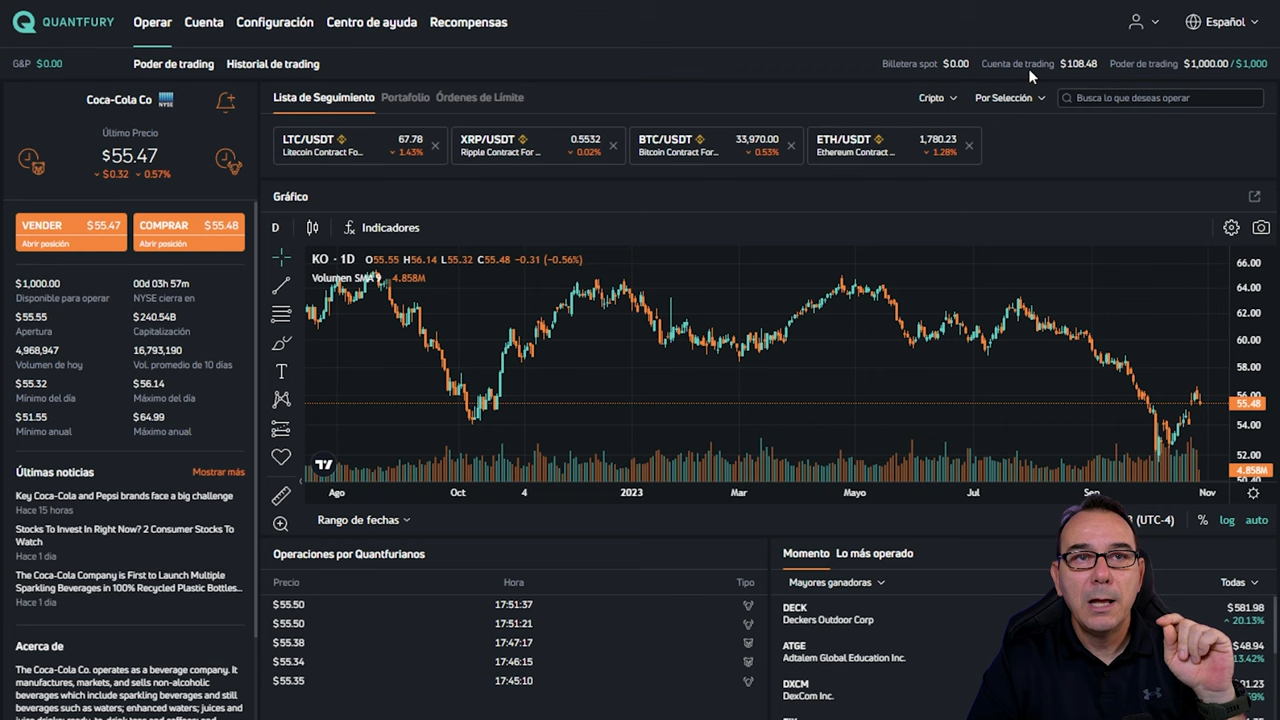 QUANTFURY
Operar
Cuenta
Configuración
Centro de ayuda
Recompensas
Español
G&P $0.00
Poder de trading
Historial de trading
Billetera spot $0.00
Cuenta de trading $108.48
Poder de trading $1,000.00 / $1,000
Coca-Cola Co
NYSE
Último Precio
$55.47
$0.32 0.57%
VENDER $55.47
Abrir posición
COMPRAR $55.48
Abrir posición
$1,000.00
Disponible para operar
00d 03h 57m
NYSE cierra en
$55.55
Apertura
$240.54B
Capitalización
4,968,947
Volumen de hoy
16,793,190
Vol. promedio de 10 días
$55.32
Mínimo del día
$56.14
Máximo del día
$51.55
Mínimo anual
$64.99
Máximo anual
Últimas noticias
Mostrar más
Key Coca-Cola and Pepsi brands face a big challenge
Hace 15 horas
Stocks To Invest In Right Now? 2 Consumer Stocks To
Watch
Hace 1 dia
The Coca-Cola Company is First to Launch Multiple
Sparkling Beverages in 100% Recycled Plastic Bottles...
Hace 1 dia
Acerca de
The Coca-Cola Co. operates as a beverage company. It
manufactures, markets, and sells non-alcoholic
beverages which include sparkling beverages and still
beverages such as waters; enhanced waters; juices and
Lista de Seguimiento
Portafolio
Órdenes de Límite
Cripto
Por Selección
Busca lo que deseas operar
LTC/USDT 67.78
Litecoin Contract Fo... 1.43%
XRP/USDT 0.5532
Ripple Contract For ... 0.02%
BTC/USDT 33,970.00
Bitcoin Contract For... 0.53%
ETH/USDT 1,780.23
Ethereum Contract ... 1.28%
Gráfico
D
Indicadores
KO · 1D O55.55 H56.14 L55.32 C55.48 −0.31 (−0.56%)
Volumen SMA 9 4.858M
66.00
64.00
62.00
60.00
58.00
56.00
55.48
54.00
52.00
4.858M
Ago
Oct
4
2023
Mar
Mayo
Jul
Sep
Nov
Rango de fechas
(UTC-4)
%
log
auto
Operaciones por Quantfurianos
Precio Hora Tipo
$55.50 17:51:37
$55.50 17:51:21
$55.38 17:47:17
$55.34 17:46:15
$55.35 17:45:10
Momento
Lo más operado
Mayores ganadoras
Todas
DECK $581.98
Deckers Outdoor Corp 20.13%
ATGE $48.94
Adtalem Global Education Inc. 13.42%
DXCM
DexCom Inc.